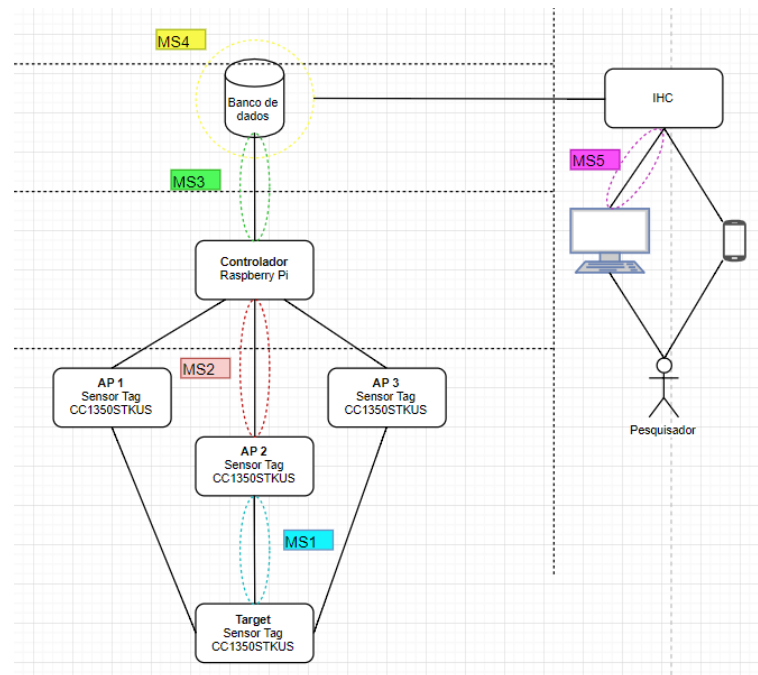 MS4
Banco de
dados
IHC
MS5
MS3
Controlador
Raspberry Pi
MS2
AP 1
Sensor Tag
CC1350STKUS
AP 3
Sensor Tag
CC1350STKUS
Pesquisador
AP 2
Sensor Tag
CC1350STKUS
MS1
Target
Sensor Tag
CC1350STKUS